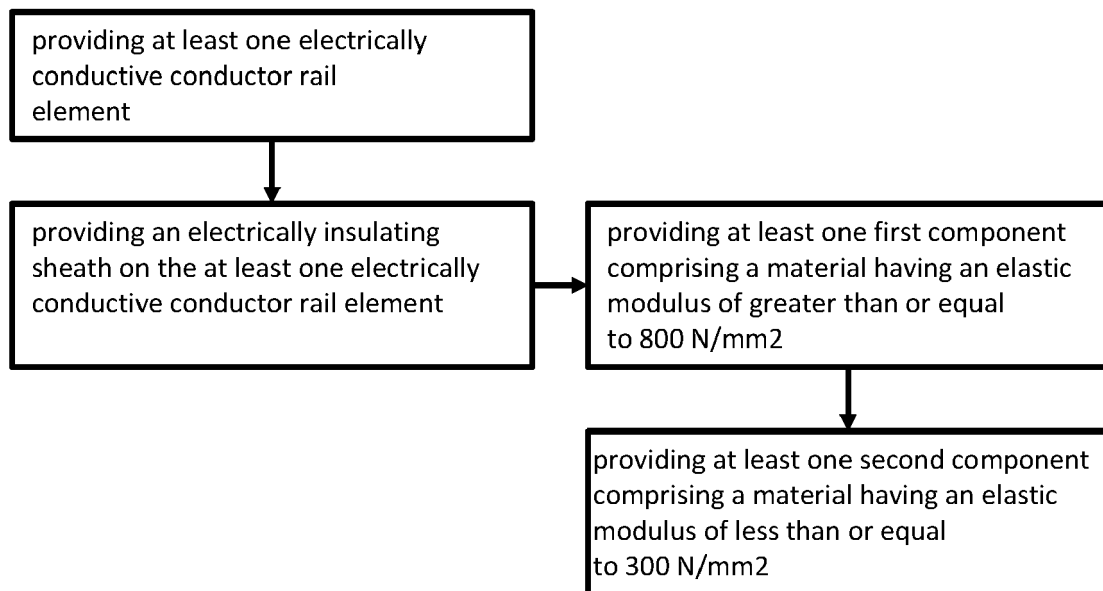 providing at least one electrically
conductive conductor rail
element
providing an electrically insulating
sheath on the at least one electrically
conductive conductor rail element
providing at least one first component
comprising a material having an elastic
modulus of greater than or equal
to 800 N/mm2
providing at least one second component
comprising a material having an elastic
modulus of less than or equal
to 300 N/mm2